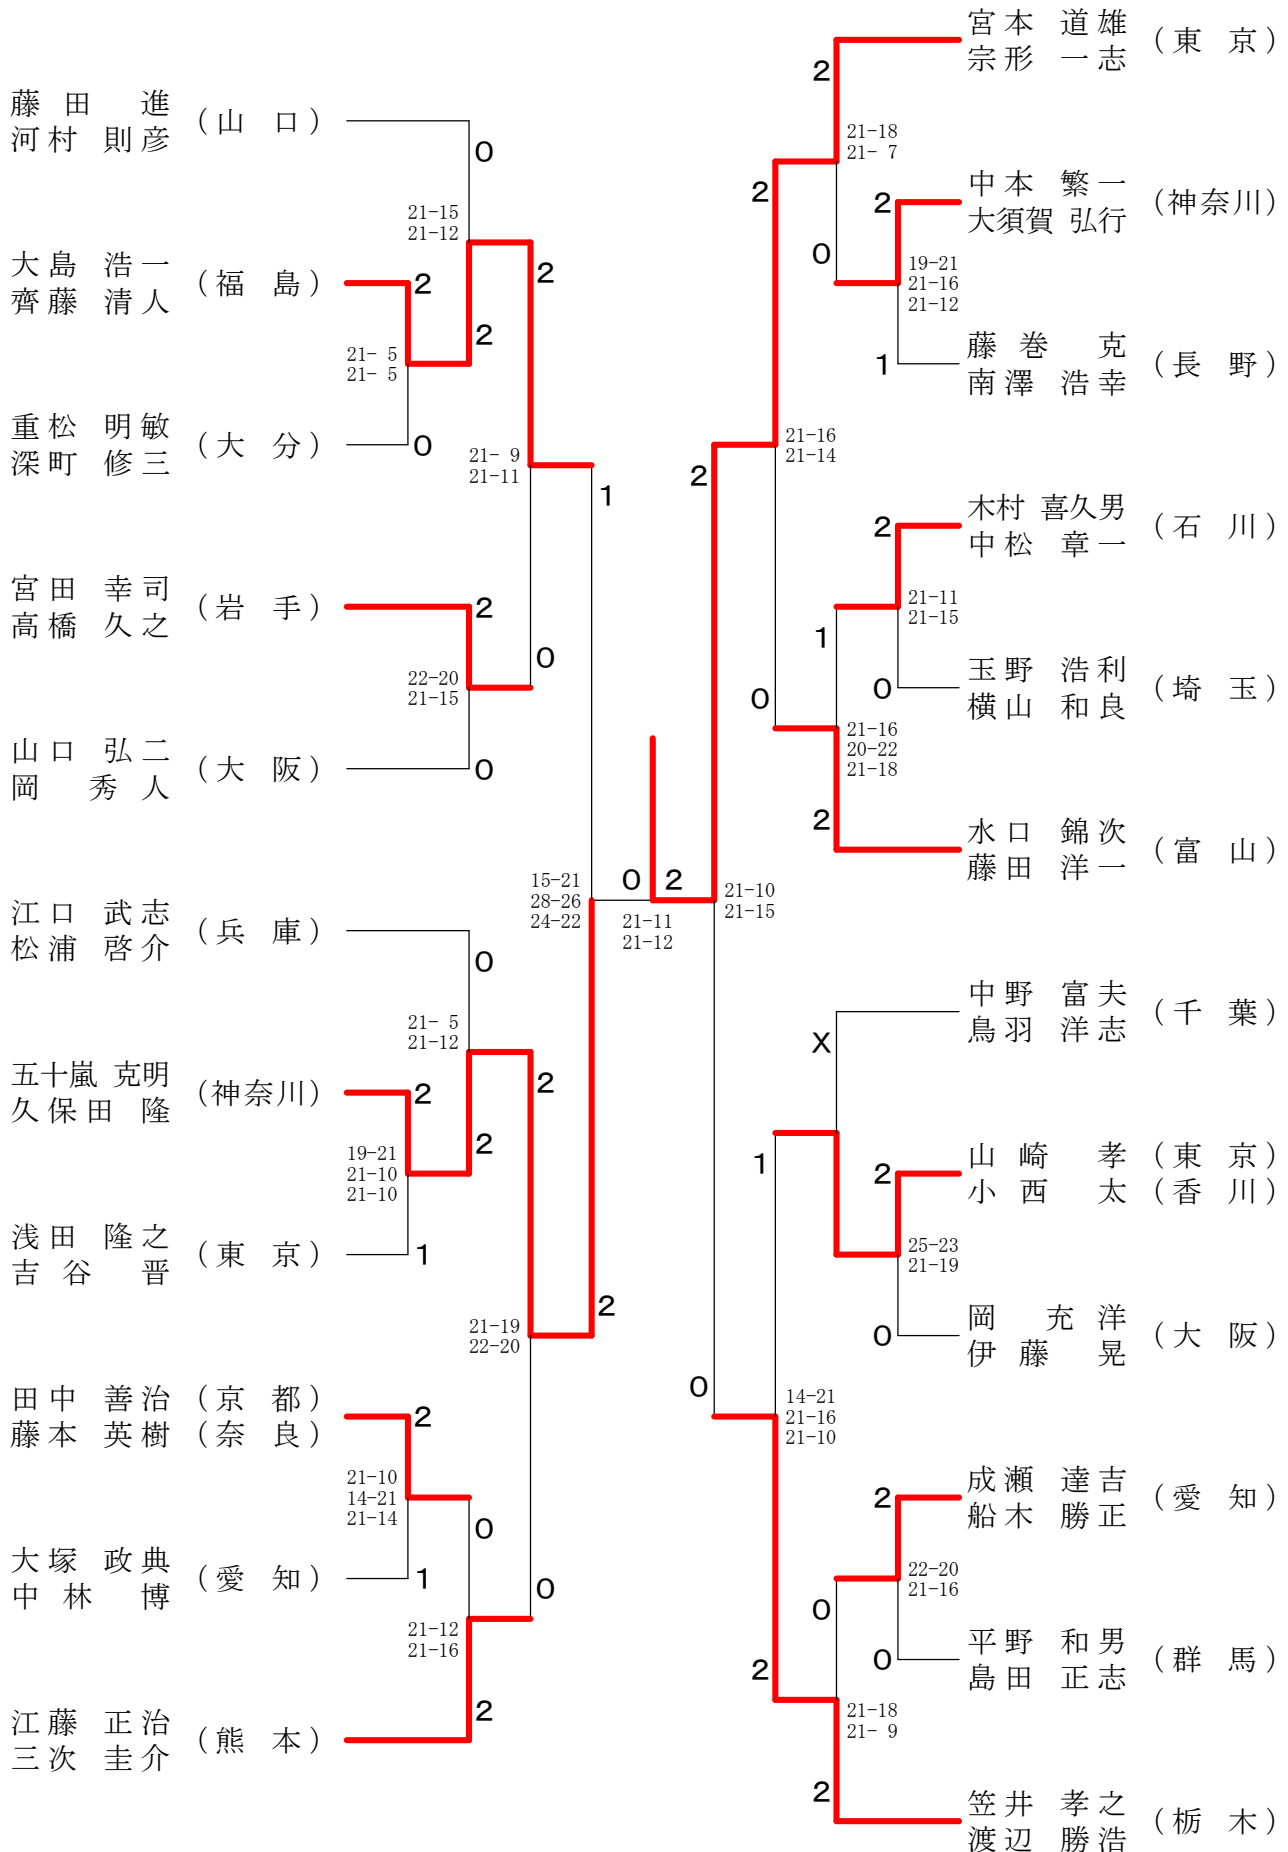 藤田 進 (山口)
河村 則彦
0
21-15
21-12
大島 浩一 (福島)
齊藤 清人
2
2
2
21- 5
21- 5
重松 明敏 (大分)
深町 修三
0
21- 9
21-11
1
宮田 幸司 (岩手)
高橋 久之
2
0
22-20
21-15
山口 弘二 (大阪)
岡 秀人
0
15-21
28-26
24-22
0
2
21-11
21-12
江口 武志 (兵庫)
松浦 啓介
0
21- 5
21-12
五十嵐 克明 (神奈川)
久保田 隆
2
2
2
19-21
21-10
21-10
浅田 隆之 (東京)
吉谷 晋
1
2
21-19
22-20
田中 善治 (京都)
藤本 英樹 (奈良)
2
21-10
14-21
21-14
0
大塚 政典 (愛知)
中林 博
1
0
21-12
21-16
江藤 正治 (熊本)
三次 圭介
2
宮本 道雄 (東京)
宗形 一志
2
21-18
21- 7
中本 繁一 (神奈川)
大須賀 弘行
2
2
0
19-21
21-16
21-12
藤巻 克 (長野)
南澤 浩幸
1
21-16
21-14
2
木村 喜久男 (石川)
中松 章一
2
21-11
21-15
1
玉野 浩利 (埼玉)
横山 和良
0
0
21-16
20-22
21-18
水口 錦次 (富山)
藤田 洋一
2
21-10
21-15
中野 富夫 (千葉)
鳥羽 洋志
X
山崎 孝 (東京)
小西 太 (香川)
2
1
25-23
21-19
岡 充洋 (大阪)
伊藤 晃
0
0
14-21
21-16
21-10
成瀬 達吉 (愛知)
船木 勝正
2
22-20
21-16
0
平野 和男 (群馬)
島田 正志
0
2
21-18
21- 9
笠井 孝之 (栃木)
渡辺 勝浩
2